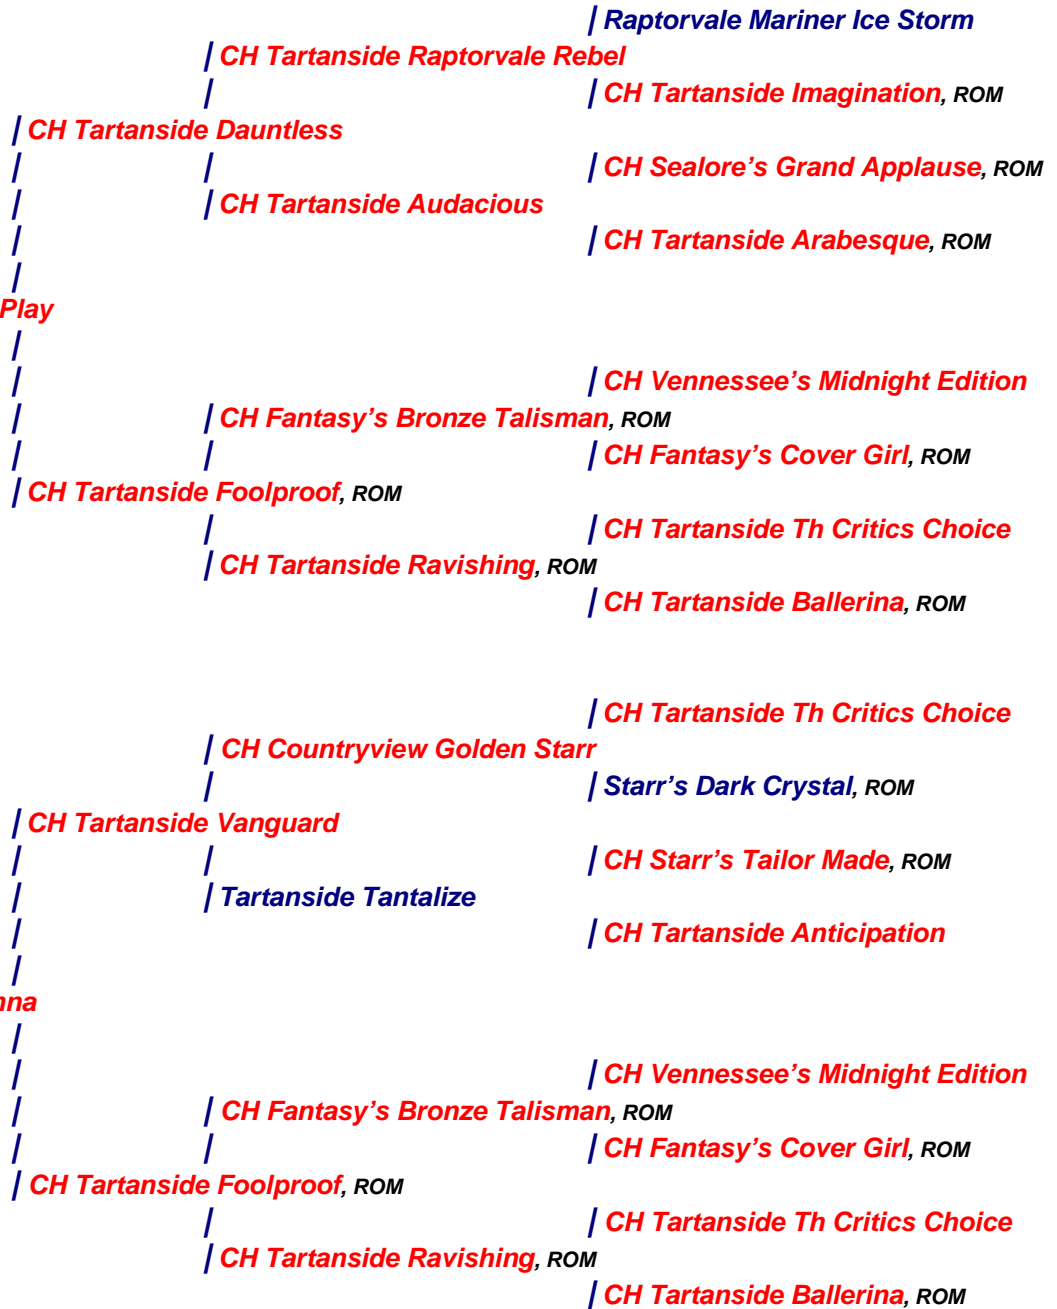 Raptorvale Mariner Ice Storm
CH Tartanside Raptorvale Rebel
CH Tartanside Imagination, ROM
CH Tartanside Dauntless
CH Sealore's Grand Applause, ROM
CH Tartanside Audacious
CH Tartanside Arabesque, ROM
Play
CH Vennessee's Midnight Edition
CH Fantasy's Bronze Talisman, ROM
CH Fantasy's Cover Girl, ROM
CH Tartanside Foolproof, ROM
CH Tartanside Th Critics Choice
CH Tartanside Ravishing, ROM
CH Tartanside Ballerina, ROM
CH Tartanside Th Critics Choice
CH Countryview Golden Starr
Starr's Dark Crystal, ROM
CH Tartanside Vanguard
CH Starr's Tailor Made, ROM
Tartanside Tantalize
CH Tartanside Anticipation
nna
CH Vennessee's Midnight Edition
CH Fantasy's Bronze Talisman, ROM
CH Fantasy's Cover Girl, ROM
CH Tartanside Foolproof, ROM
CH Tartanside Th Critics Choice
CH Tartanside Ravishing, ROM
CH Tartanside Ballerina, ROM